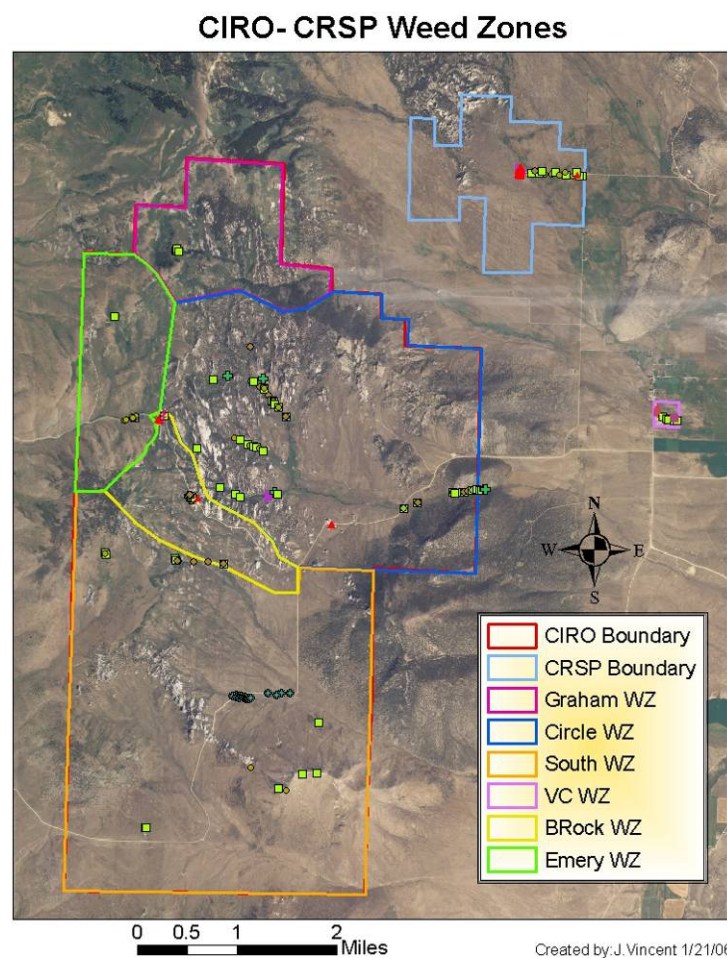 CIRO- CRSP Weed Zones
N
W
E
S
CIRO Boundary
CRSP Boundary
Graham WZ
Circle WZ
South WZ
VC WZ
BRock WZ
Emery WZ
0 0.5 1 2
Miles
Created by:J.Vincent 1/21/06